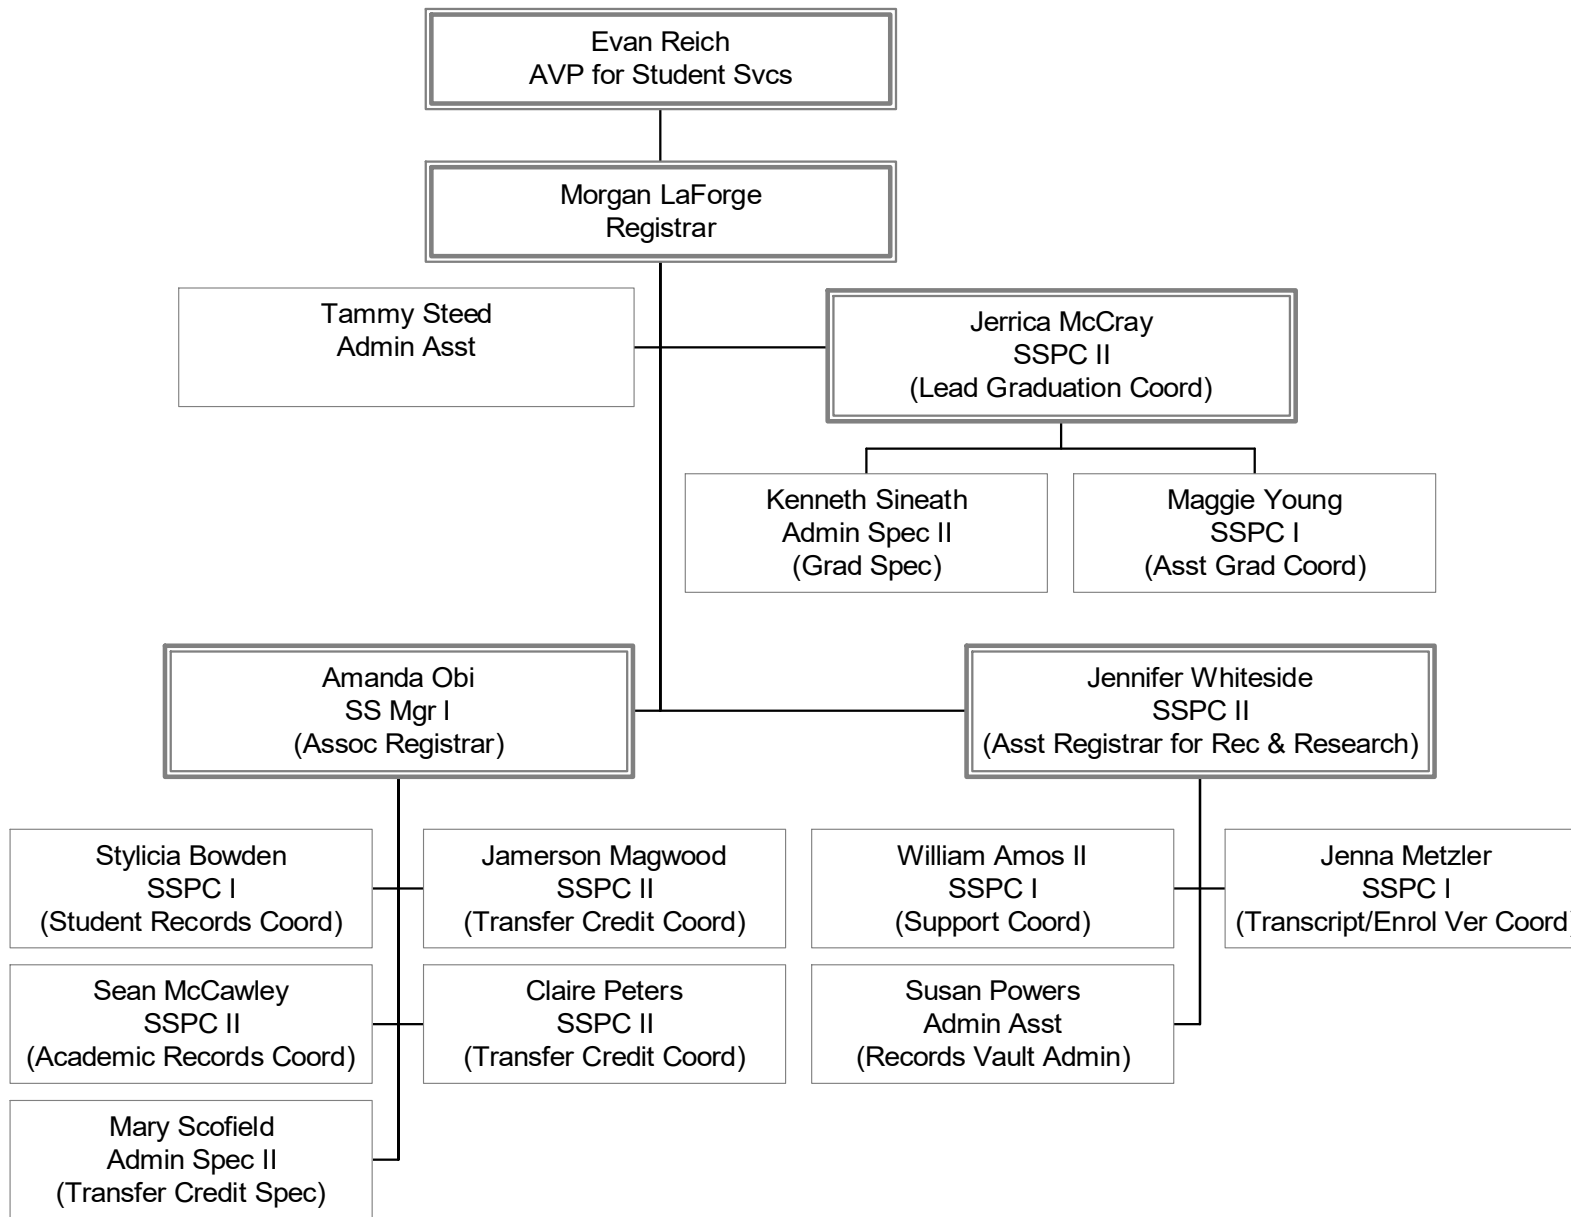 Evan Reich
AVP for Student Svcs
Morgan LaForge
Registrar
Tammy Steed
Admin Asst
Jerrica McCray
SSPC II
(Lead Graduation Coord)
Kenneth Sineath
Admin Spec II
(Grad Spec)
Maggie Young
SSPC I
(Asst Grad Coord)
Amanda Obi
SS Mgr I
(Assoc Registrar)
Jennifer Whiteside
SSPC II
(Asst Registrar for Rec & Research)
Stylicia Bowden
SSPC I
(Student Records Coord)
Jamerson Magwood
SSPC II
(Transfer Credit Coord)
William Amos II
SSPC I
(Support Coord)
Jenna Metzler
SSPC I
(Transcript/Enrol Ver Coord)
Sean McCawley
SSPC II
(Academic Records Coord)
Claire Peters
SSPC II
(Transfer Credit Coord)
Susan Powers
Admin Asst
(Records Vault Admin)
Mary Scofield
Admin Spec II
(Transfer Credit Spec)